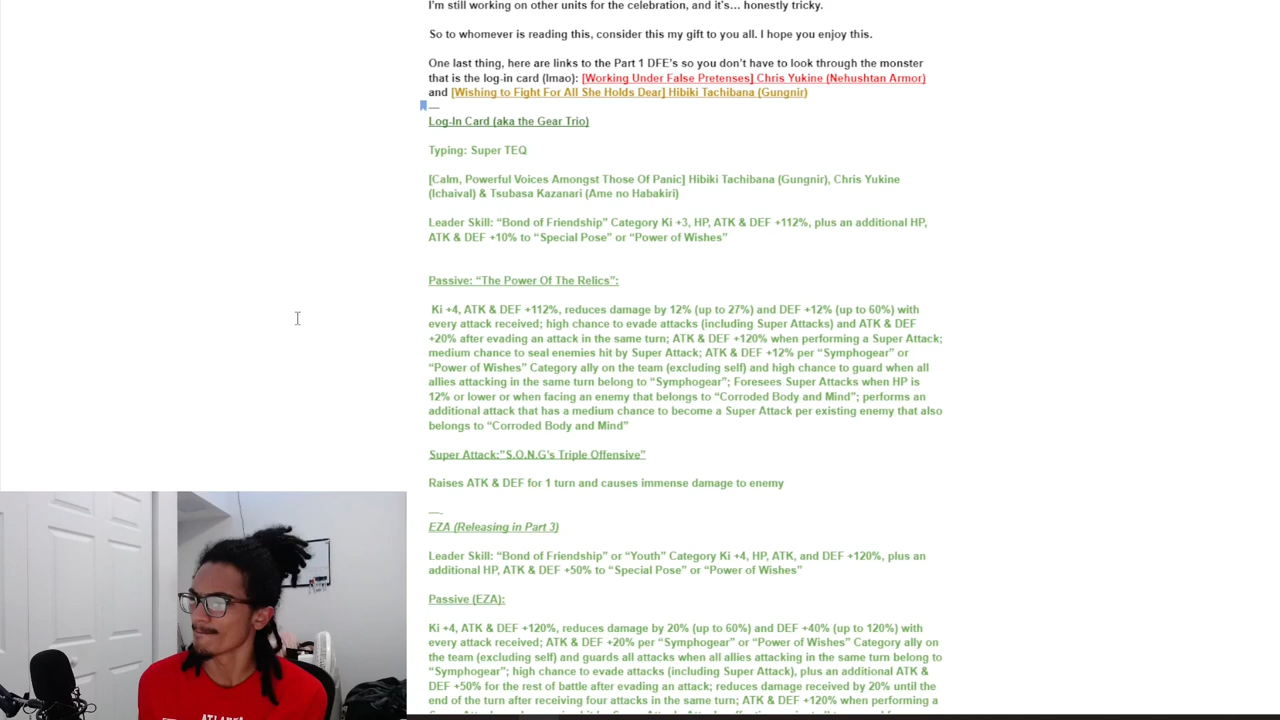 I'm still working on other units for the celebration, and it's… honestly tricky.
So to whomever is reading this, consider this my gift to you all. I hope you enjoy this.
One last thing, here are links to the Part 1 DFE's so you don't have to look through the monster
that is the log-in card (lmao): [Working Under False Pretenses] Chris Yukine (Nehushtan Armor)
and [Wishing to Fight For All She Holds Dear] Hibiki Tachibana (Gungnir)
—
Log-In Card (aka the Gear Trio)
Typing: Super TEQ
[Calm, Powerful Voices Amongst Those Of Panic] Hibiki Tachibana (Gungnir), Chris Yukine
(Ichaival) & Tsubasa Kazanari (Ame no Habakiri)
Leader Skill: “Bond of Friendship” Category Ki +3, HP, ATK & DEF +112%, plus an additional HP,
ATK & DEF +10% to “Special Pose” or “Power of Wishes”
Passive: “The Power Of The Relics”:
Ki +4, ATK & DEF +112%, reduces damage by 12% (up to 27%) and DEF +12% (up to 60%) with
every attack received; high chance to evade attacks (including Super Attacks) and ATK & DEF
+20% after evading an attack in the same turn; ATK & DEF +120% when performing a Super Attack;
medium chance to seal enemies hit by Super Attack; ATK & DEF +12% per “Symphogear” or
“Power of Wishes” Category ally on the team (excluding self) and high chance to guard when all
allies attacking in the same turn belong to “Symphogear”; Foresees Super Attacks when HP is
12% or lower or when facing an enemy that belongs to “Corroded Body and Mind”; performs an
additional attack that has a medium chance to become a Super Attack per existing enemy that also
belongs to “Corroded Body and Mind”
Super Attack:”S.O.N.G's Triple Offensive”
Raises ATK & DEF for 1 turn and causes immense damage to enemy
—-
EZA (Releasing in Part 3)
Leader Skill: “Bond of Friendship” or “Youth” Category Ki +4, HP, ATK, and DEF +120%, plus an
additional HP, ATK & DEF +50% to “Special Pose” or “Power of Wishes”
Passive (EZA):
Ki +4, ATK & DEF +120%, reduces damage by 20% (up to 60%) and DEF +40% (up to 120%) with
every attack received; ATK & DEF +20% per “Symphogear” or “Power of Wishes” Category ally on
the team (excluding self) and guards all attacks when all allies attacking in the same turn belong to
“Symphogear”; high chance to evade attacks (including Super Attack), plus an additional ATK &
DEF +50% for the rest of battle after evading an attack; reduces damage received by 20% until the
end of the turn after receiving four attacks in the same turn; ATK & DEF +120% when performing a